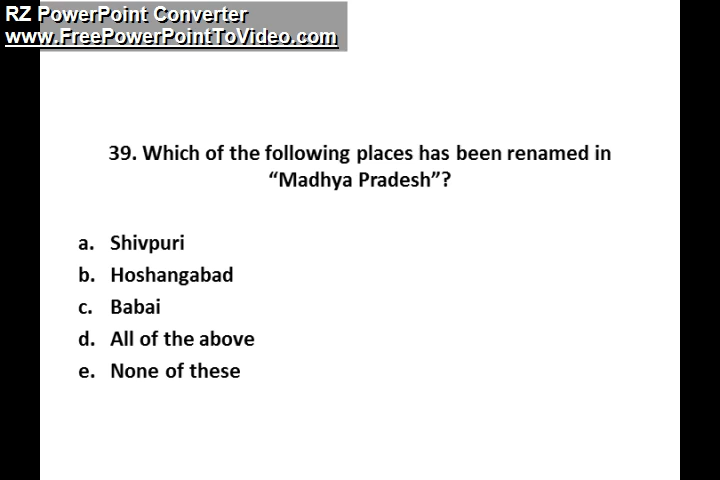 RZ PowerPoint Converter
www.FreePowerPointToVideo.com
39. Which of the following places has been renamed in
“Madhya Pradesh”?
a. Shivpuri
b. Hoshangabad
c. Babai
d. All of the above
e. None of these